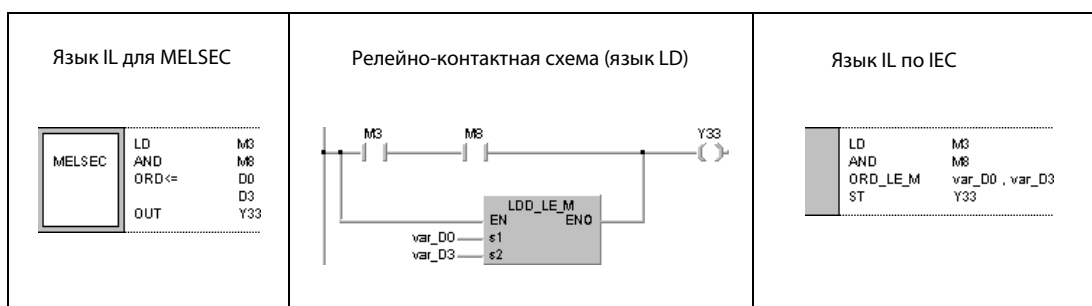 Язык IL для MELSEC
MELSEC
LD M3
AND M8
ORD<= D0
D3
OUT Y33
Релейно-контактная схема (язык LD)
M3 M8 Y33
LDD_LE_M
EN ENO
var_D0 s1
var_D3 s2
Язык IL по IEC
LD M3
AND M8
ORD_LE_M var_D0 , var_D3
ST Y33